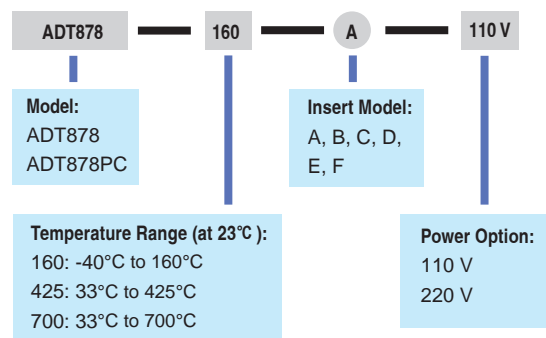 ADT878 160 A 110 V
Model:
ADT878
ADT878PC
Insert Model:
A, B, C, D,
E, F
Temperature Range (at 23℃ ):
160: -40°C to 160°C
425: 33°C to 425°C
700: 33°C to 700°C
Power Option:
110 V
220 V